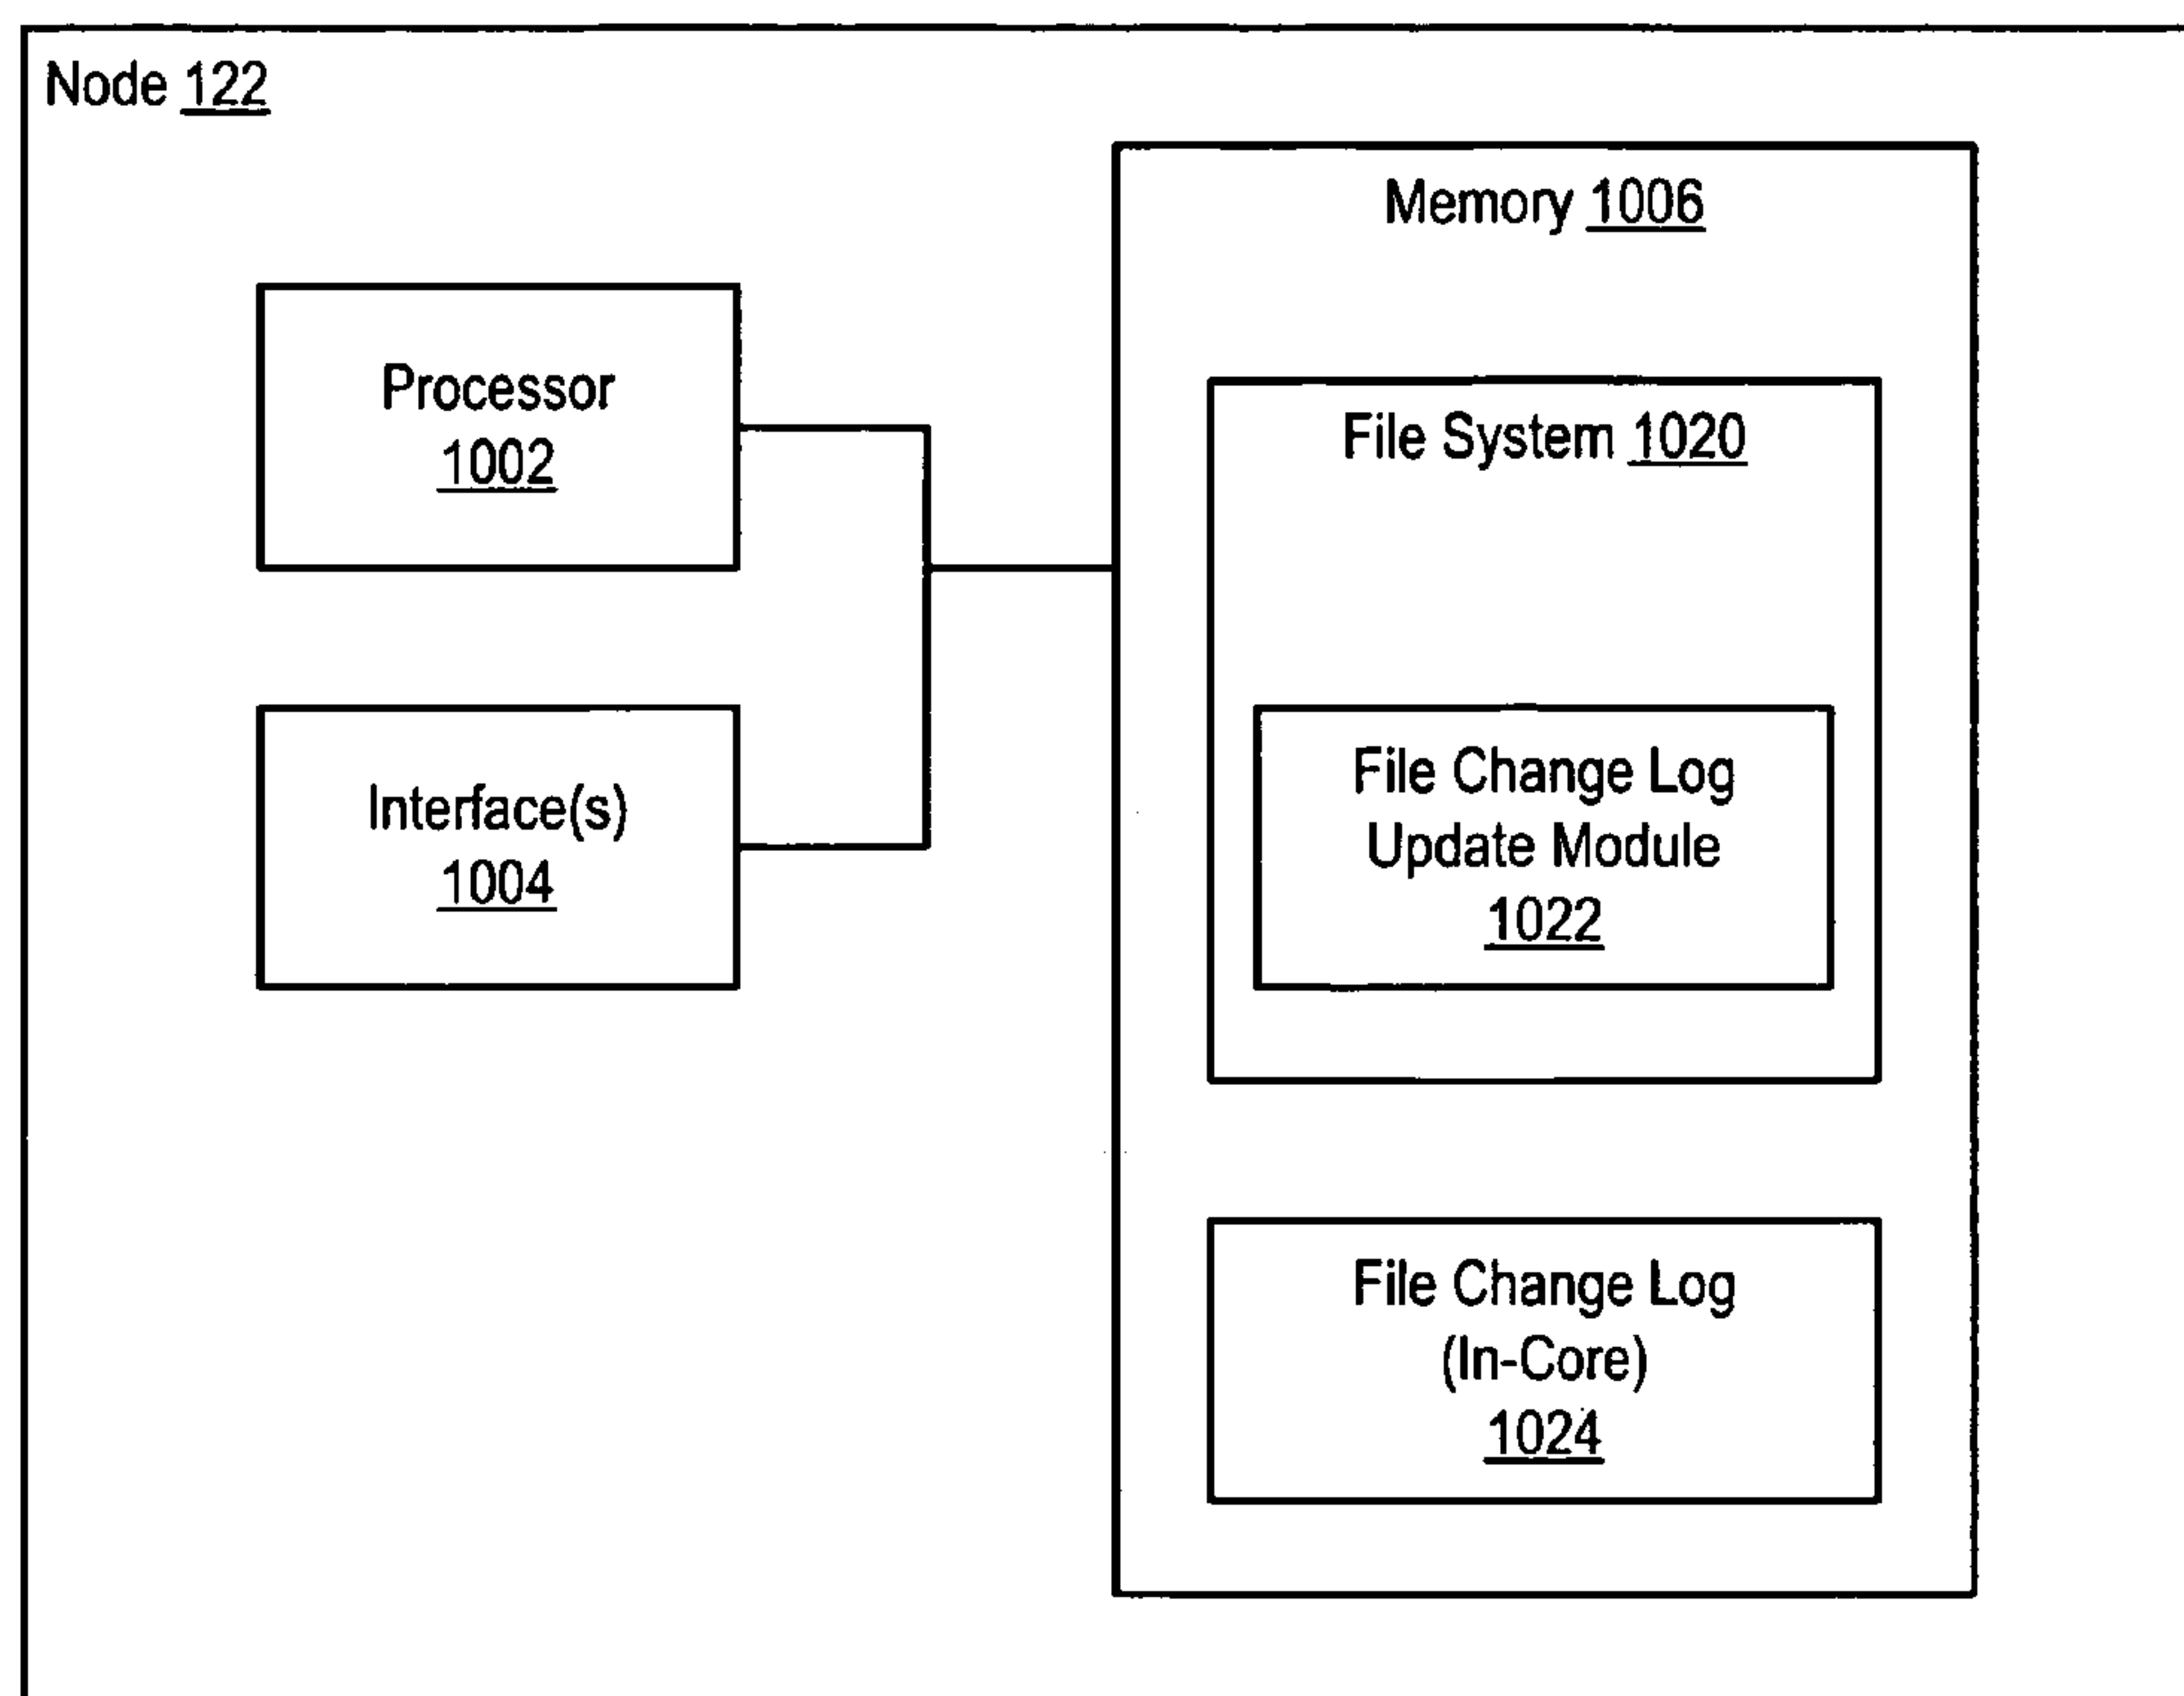 Node 122
Memory 1006
Processor
1002
File System 1020
Interface(s)
1004
File Change Log
Update Module
1022
File Change Log
(In-Core)
1024